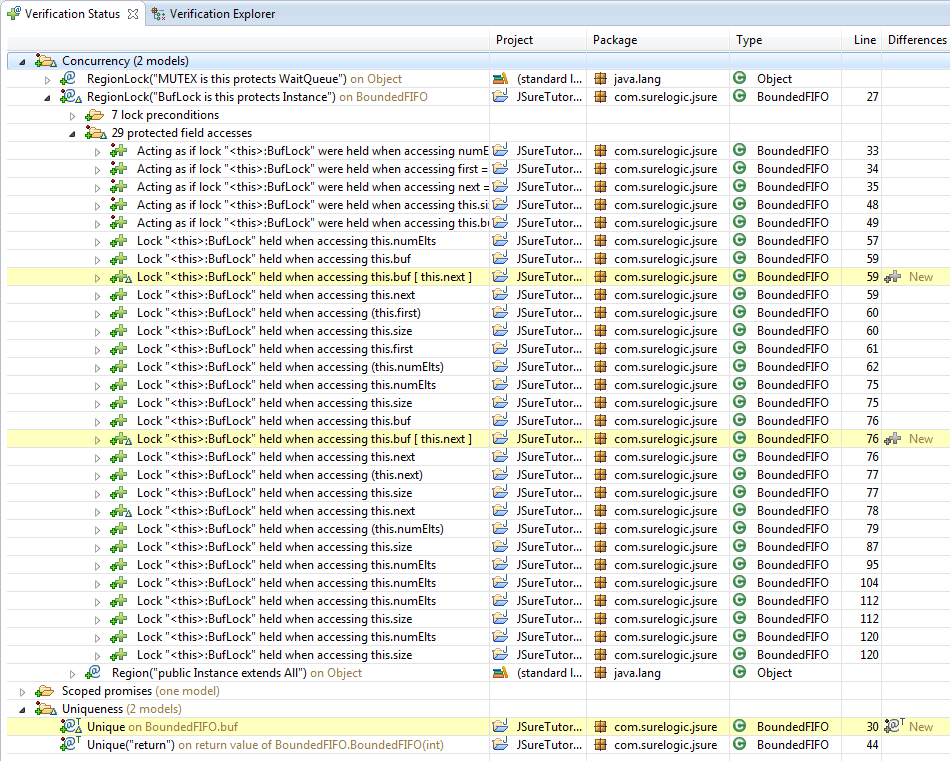 Verification Status Verification Explorer
Project Package Type Line Differences
Concurrency (2 models)
RegionLock("MUTEX is this protects WaitQueue") on Object (standard l... java.lang Object
RegionLock("BufLock is this protects Instance") on BoundedFIFO JSureTutor... com.surelogic.jsure BoundedFIFO 27
7 lock preconditions
29 protected field accesses
Acting as if lock "<this>:BufLock" were held when accessing numE JSureTutor... com.surelogic.jsure BoundedFIFO 33
Acting as if lock "<this>:BufLock" were held when accessing first = JSureTutor... com.surelogic.jsure BoundedFIFO 34
Acting as if lock "<this>:BufLock" were held when accessing next = JSureTutor... com.surelogic.jsure BoundedFIFO 35
Acting as if lock "<this>:BufLock" were held when accessing this.si JSureTutor... com.surelogic.jsure BoundedFIFO 48
Acting as if lock "<this>:BufLock" were held when accessing this.b JSureTutor... com.surelogic.jsure BoundedFIFO 49
Lock "<this>:BufLock" held when accessing this.numElts JSureTutor... com.surelogic.jsure BoundedFIFO 57
Lock "<this>:BufLock" held when accessing this.buf JSureTutor... com.surelogic.jsure BoundedFIFO 59
Lock "<this>:BufLock" held when accessing this.buf [ this.next ] JSureTutor... com.surelogic.jsure BoundedFIFO 59 New
Lock "<this>:BufLock" held when accessing this.next JSureTutor... com.surelogic.jsure BoundedFIFO 59
Lock "<this>:BufLock" held when accessing (this.first) JSureTutor... com.surelogic.jsure BoundedFIFO 60
Lock "<this>:BufLock" held when accessing this.size JSureTutor... com.surelogic.jsure BoundedFIFO 60
Lock "<this>:BufLock" held when accessing this.first JSureTutor... com.surelogic.jsure BoundedFIFO 61
Lock "<this>:BufLock" held when accessing (this.numElts) JSureTutor... com.surelogic.jsure BoundedFIFO 62
Lock "<this>:BufLock" held when accessing this.numElts JSureTutor... com.surelogic.jsure BoundedFIFO 75
Lock "<this>:BufLock" held when accessing this.size JSureTutor... com.surelogic.jsure BoundedFIFO 75
Lock "<this>:BufLock" held when accessing this.buf JSureTutor... com.surelogic.jsure BoundedFIFO 76
Lock "<this>:BufLock" held when accessing this.buf [ this.next ] JSureTutor... com.surelogic.jsure BoundedFIFO 76 New
Lock "<this>:BufLock" held when accessing this.next JSureTutor... com.surelogic.jsure BoundedFIFO 76
Lock "<this>:BufLock" held when accessing (this.next) JSureTutor... com.surelogic.jsure BoundedFIFO 77
Lock "<this>:BufLock" held when accessing this.size JSureTutor... com.surelogic.jsure BoundedFIFO 77
Lock "<this>:BufLock" held when accessing this.next JSureTutor... com.surelogic.jsure BoundedFIFO 78
Lock "<this>:BufLock" held when accessing (this.numElts) JSureTutor... com.surelogic.jsure BoundedFIFO 79
Lock "<this>:BufLock" held when accessing this.size JSureTutor... com.surelogic.jsure BoundedFIFO 87
Lock "<this>:BufLock" held when accessing this.numElts JSureTutor... com.surelogic.jsure BoundedFIFO 95
Lock "<this>:BufLock" held when accessing this.numElts JSureTutor... com.surelogic.jsure BoundedFIFO 104
Lock "<this>:BufLock" held when accessing this.numElts JSureTutor... com.surelogic.jsure BoundedFIFO 112
Lock "<this>:BufLock" held when accessing this.size JSureTutor... com.surelogic.jsure BoundedFIFO 112
Lock "<this>:BufLock" held when accessing this.numElts JSureTutor... com.surelogic.jsure BoundedFIFO 120
Lock "<this>:BufLock" held when accessing this.size JSureTutor... com.surelogic.jsure BoundedFIFO 120
Region("public Instance extends All") on Object (standard l... java.lang Object
Scoped promises (one model)
Uniqueness (2 models)
Unique on BoundedFIFO.buf JSureTutor... com.surelogic.jsure BoundedFIFO 30 New
Unique("return") on return value of BoundedFIFO.BoundedFIFO(int) JSureTutor... com.surelogic.jsure BoundedFIFO 44